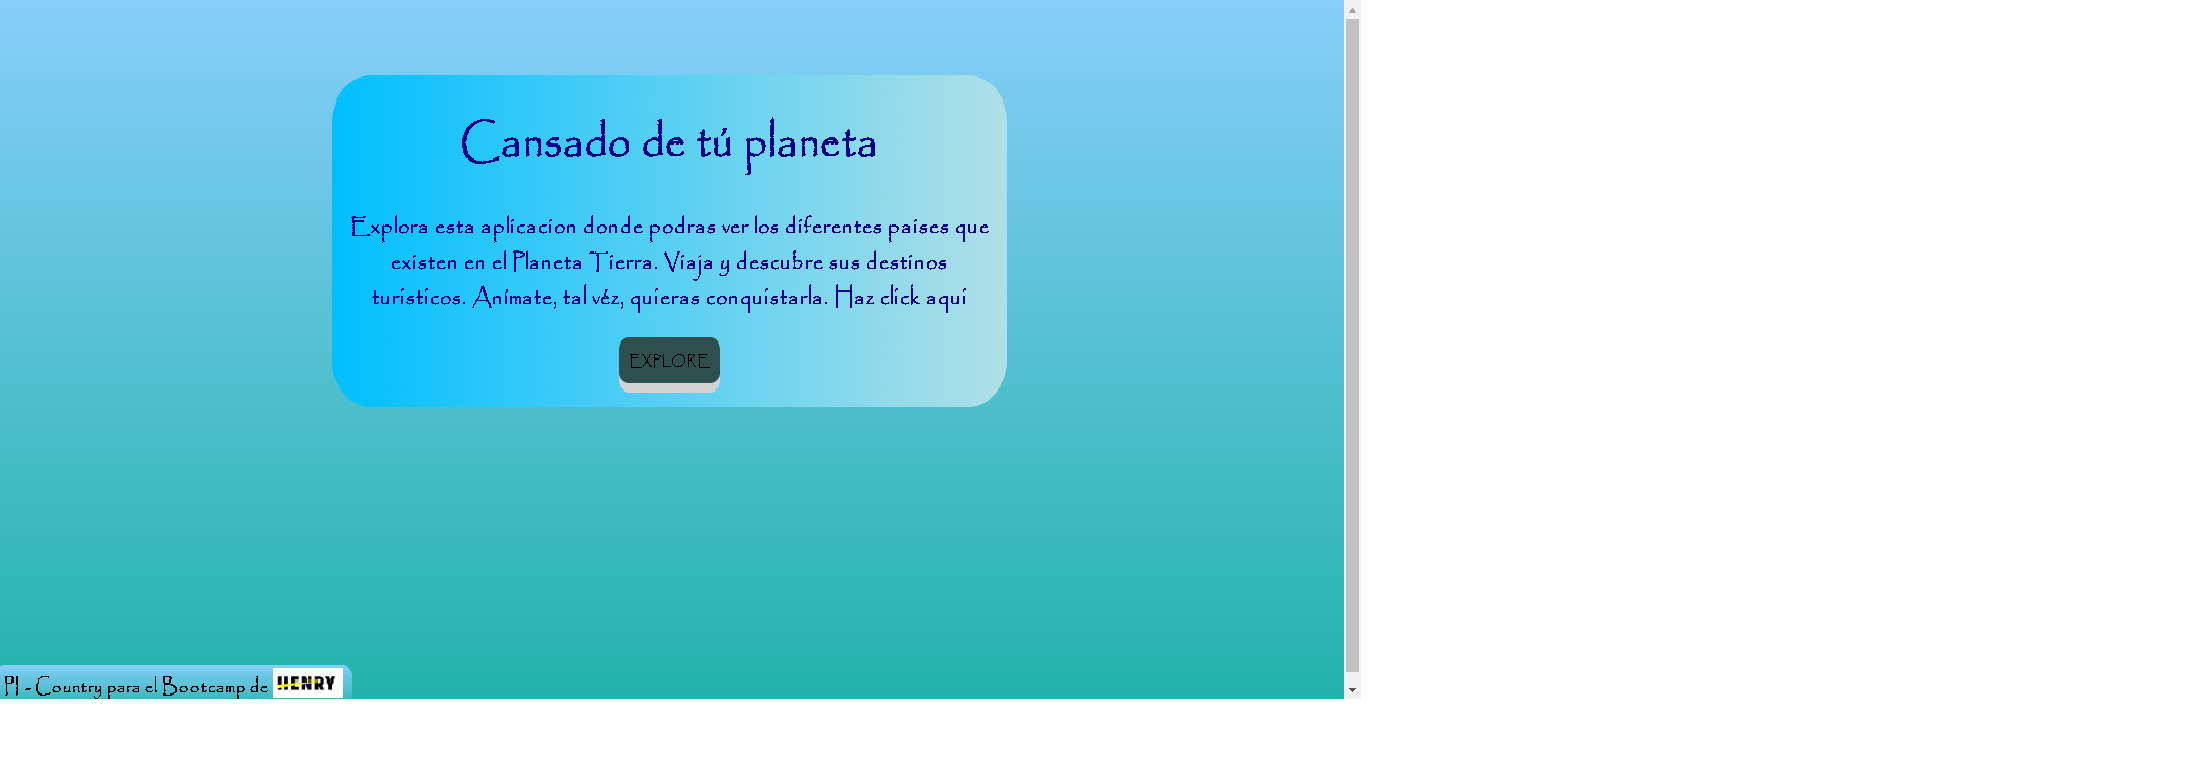 Cansado de tú planeta
Explora esta aplicacion donde podras ver los diferentes paises que
existen en el Planeta Tierra. Viaja y descubre sus destinos
turisticos. Anímate, tal véz, quieras conquistarla. Haz click aquí
EXPLORE
PI - Country para el Bootcamp de HENRY